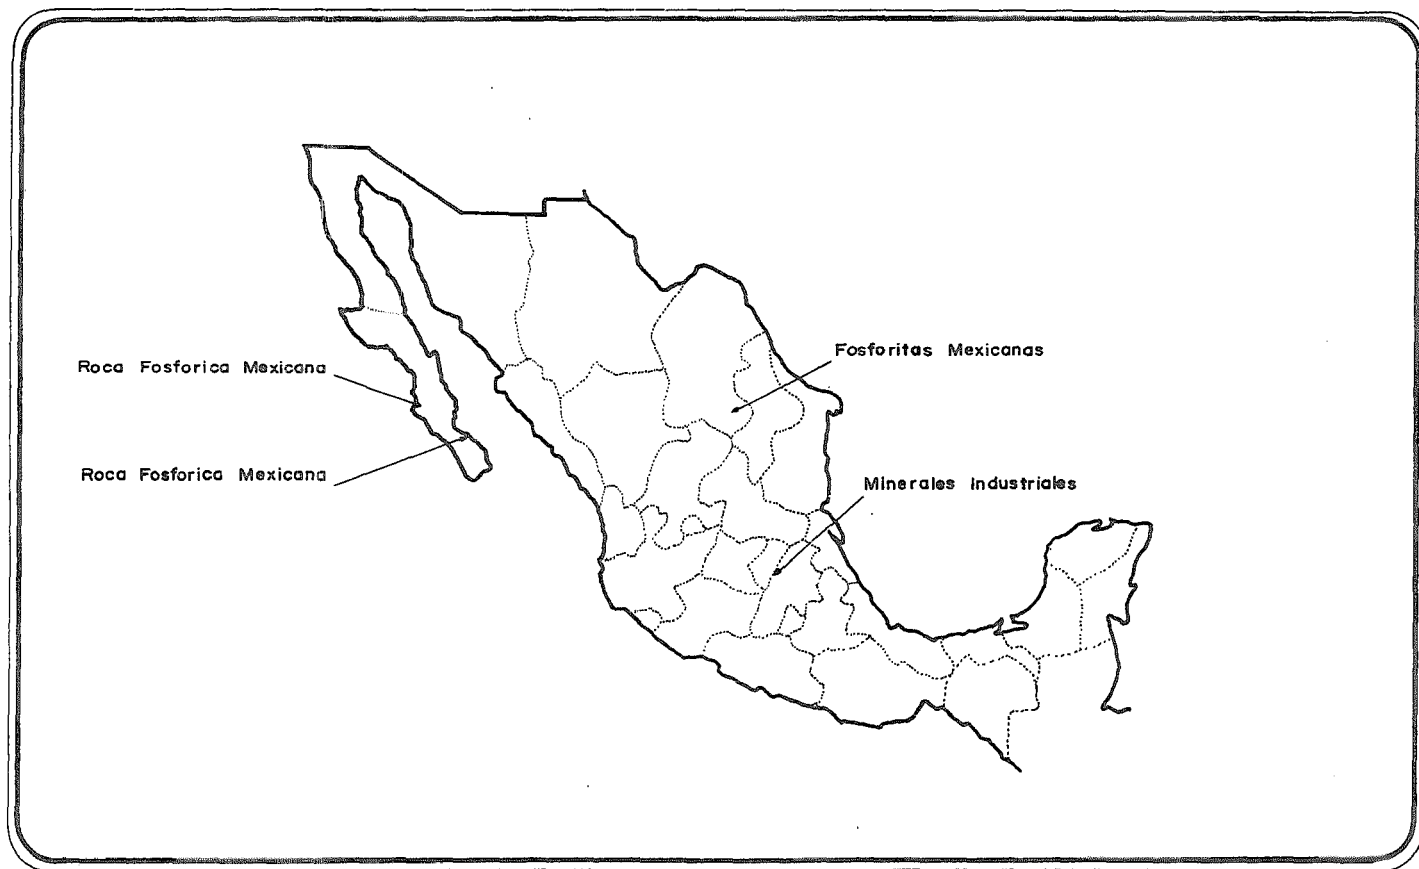 Fosforitas Mexicanas
Roca Fosforica Mexicana
Roca Fosforica Mexicana
Minerales Industriales